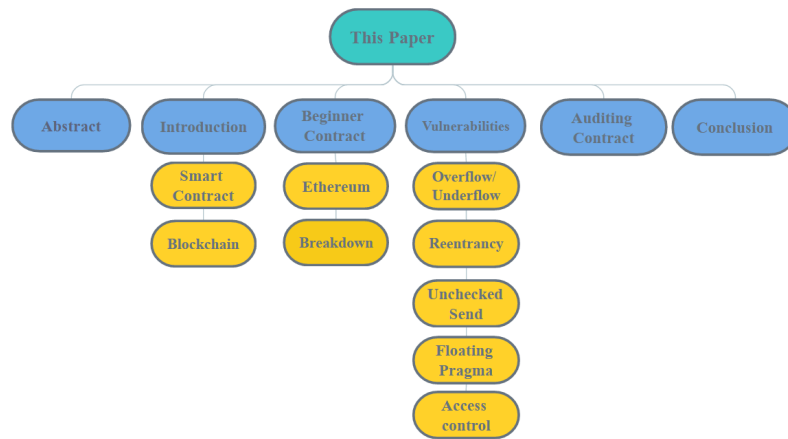 This Paper
Abstract
Introduction
Beginner
Contract
Vulnerabilities
Auditing
Contract
Conclusion
Smart
Contract
Blockchain
Ethereum
Breakdown
Overflow/
Underflow
Reentrancy
Unchecked
Send
Floating
Pragma
Access
control